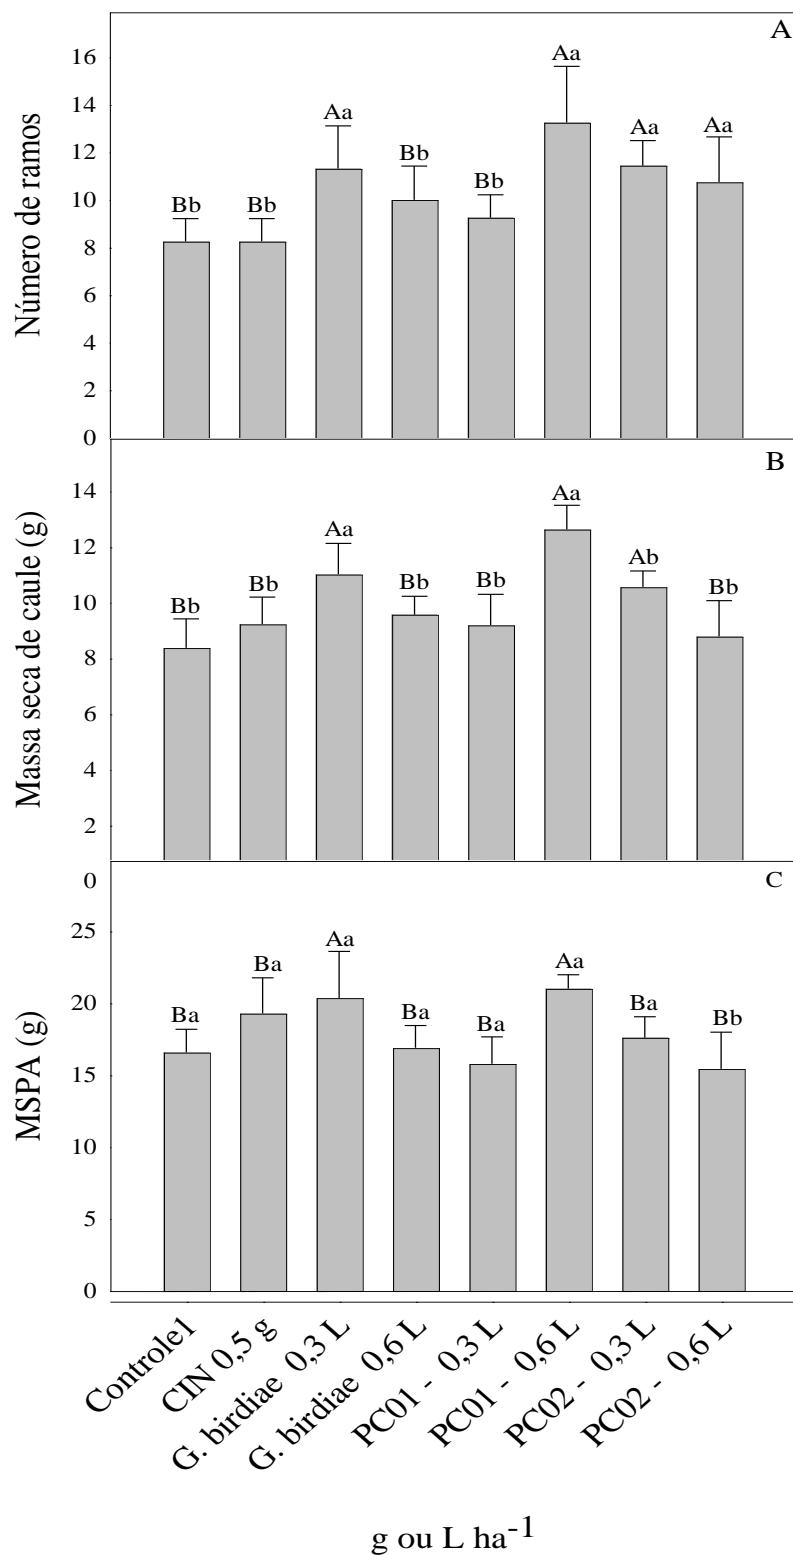 A
Número de ramos
16
14
12
10
8
6
4
2
0
Bb Bb Aa Bb Bb Aa Aa Aa
B
Massa seca de caule (g)
14
12
10
8
6
4
2
0
Bb Bb Aa Bb Bb Aa Ab Bb
C
MSPA (g)
25
20
15
10
5
0
Ba Ba Aa Ba Ba Aa Ba Bb
Controle1
CIN 0,5 g
G. birdiae 0,3 L
G. birdiae 0,6 L
PC01 - 0,3 L
PC01 - 0,6 L
PC02 - 0,3 L
PC02 - 0,6 L
g ou L ha⁻¹